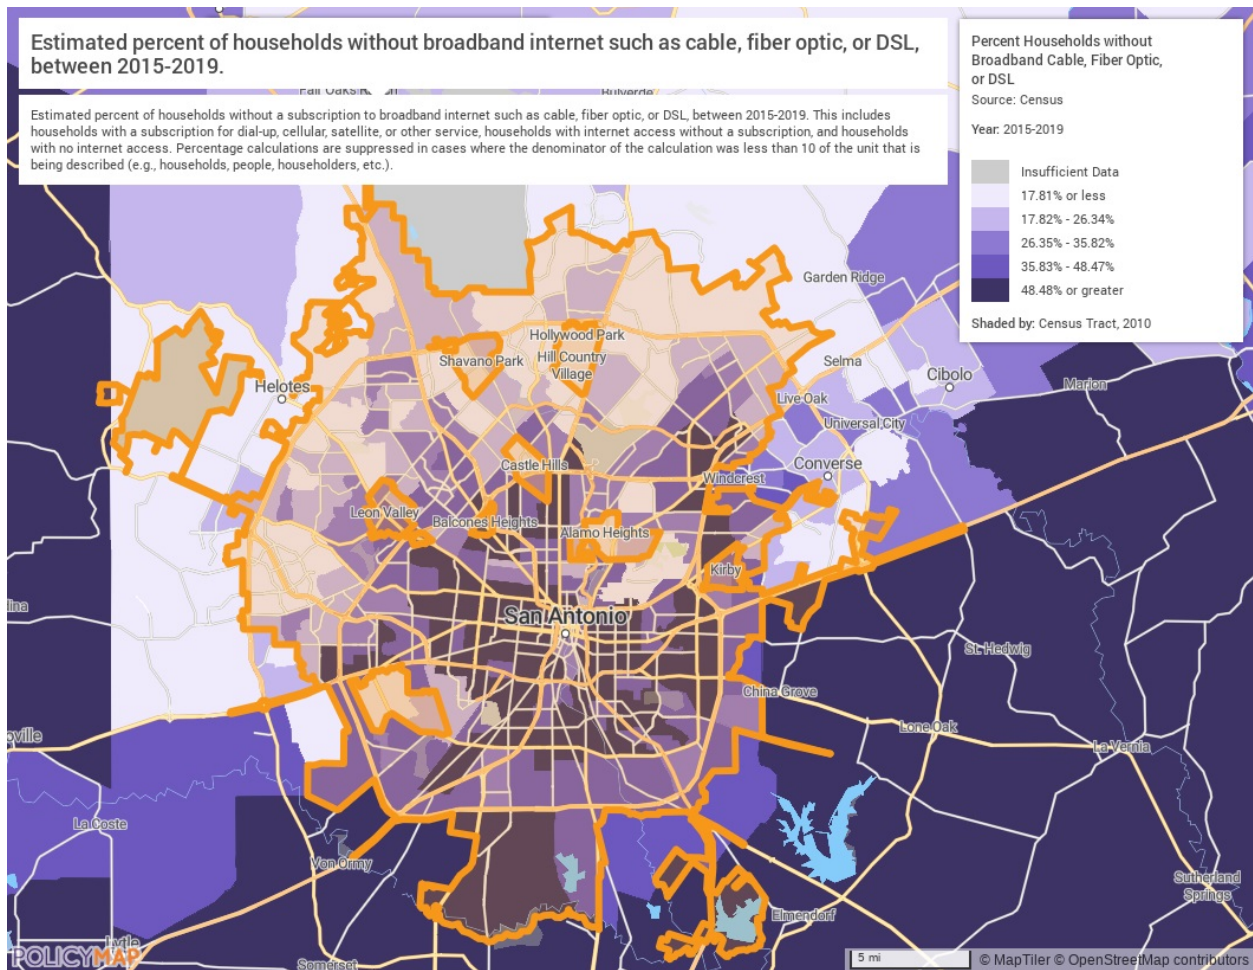 Estimated percent of households without broadband internet such as cable, fiber optic, or DSL,
between 2015-2019.
Estimated percent of households without a subscription to broadband internet such as cable, fiber optic, or DSL, between 2015-2019. This includes
households with a subscription for dial-up, cellular, satellite, or other service, households with internet access without a subscription, and households
with no internet access. Percentage calculations are suppressed in cases where the denominator of the calculation was less than 10 of the unit that is
being described (e.g., households, people, householders, etc.).
Percent Households without
Broadband Cable, Fiber Optic,
or DSL
Source: Census
Year: 2015-2019
Insufficient Data
17.81% or less
17.82% - 26.34%
26.35% - 35.82%
35.83% - 48.47%
48.48% or greater
Shaded by: Census Tract, 2010
Garden Ridge
Hollywood Park
Shavano Park
Hill Country
Village
Selma
Cibolo
Marion
Helotes
Live Oak
Universal City
Castle Hills
Converse
Windcrest
Leon Valley
Balcones Heights
Alamo Heights
Kirby
San Antonio
St. Hedwig
China Grove
Lone Oak
La Vernia
La Coste
Von Ormy
Sutherland
Springs
Elmendorf
Lytle
Somerset
POLICYMAP
5 mi
© MapTiler © OpenStreetMap contributors